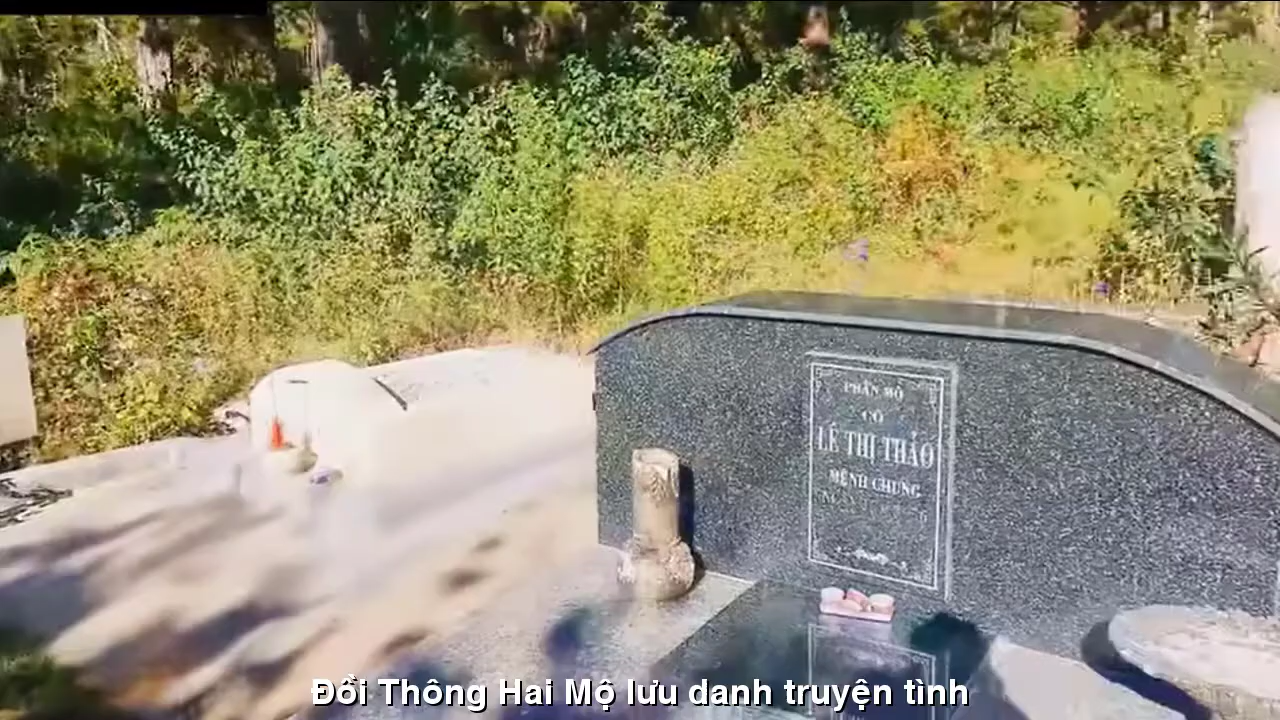 PHẦN MỘ
CÔ
LÊ THỊ THẢO
MỆNH CHUNG
Đồi Thông Hai Mộ lưu danh truyện tình